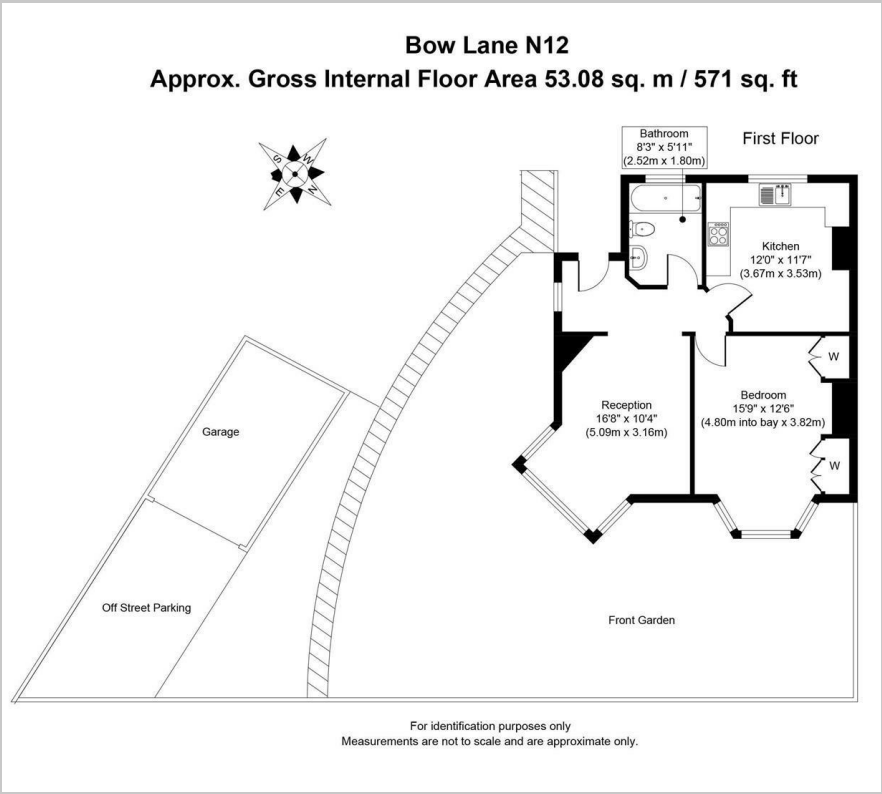 Bow Lane N12
Approx. Gross Internal Floor Area 53.08 sq. m / 571 sq. ft
First Floor
Bathroom
8'3" x 5'11"
(2.52m x 1.80m)
S
W
E
N
Kitchen
12'0" x 11'7"
(3.67m x 3.53m)
W
Bedroom
15'9" x 12'6"
(4.80m into bay x 3.82m)
Reception
16'8" x 10'4"
(5.09m x 3.16m)
W
Garage
Off Street Parking
Front Garden
For identification purposes only
Measurements are not to scale and are approximate only.